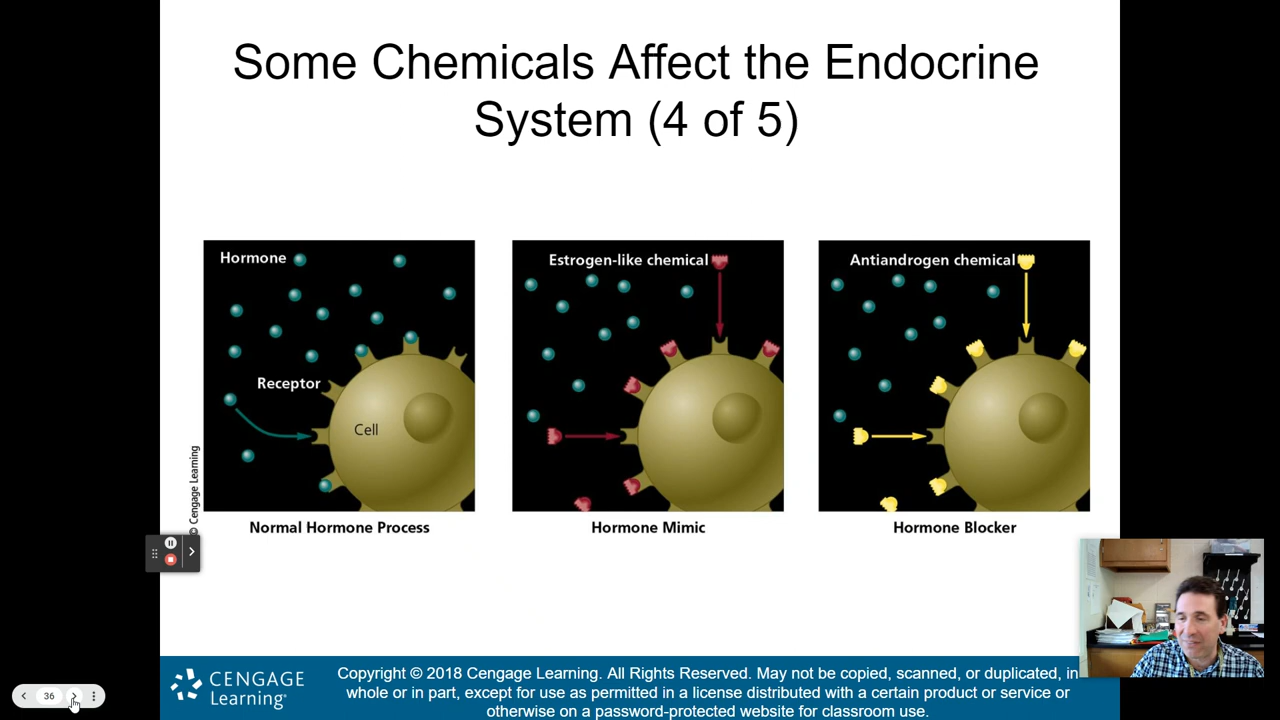 Some Chemicals Affect the Endocrine
System (4 of 5)
Hormone
Receptor
Cell
© Cengage Learning
Normal Hormone Process
Estrogen-like chemical
Hormone Mimic
Antiandrogen chemical
Hormone Blocker
36
CENGAGE
Learning®
Copyright © 2018 Cengage Learning. All Rights Reserved. May not be copied, scanned, or duplicated, in
whole or in part, except for use as permitted in a license distributed with a certain product or service or
otherwise on a password-protected website for classroom use.